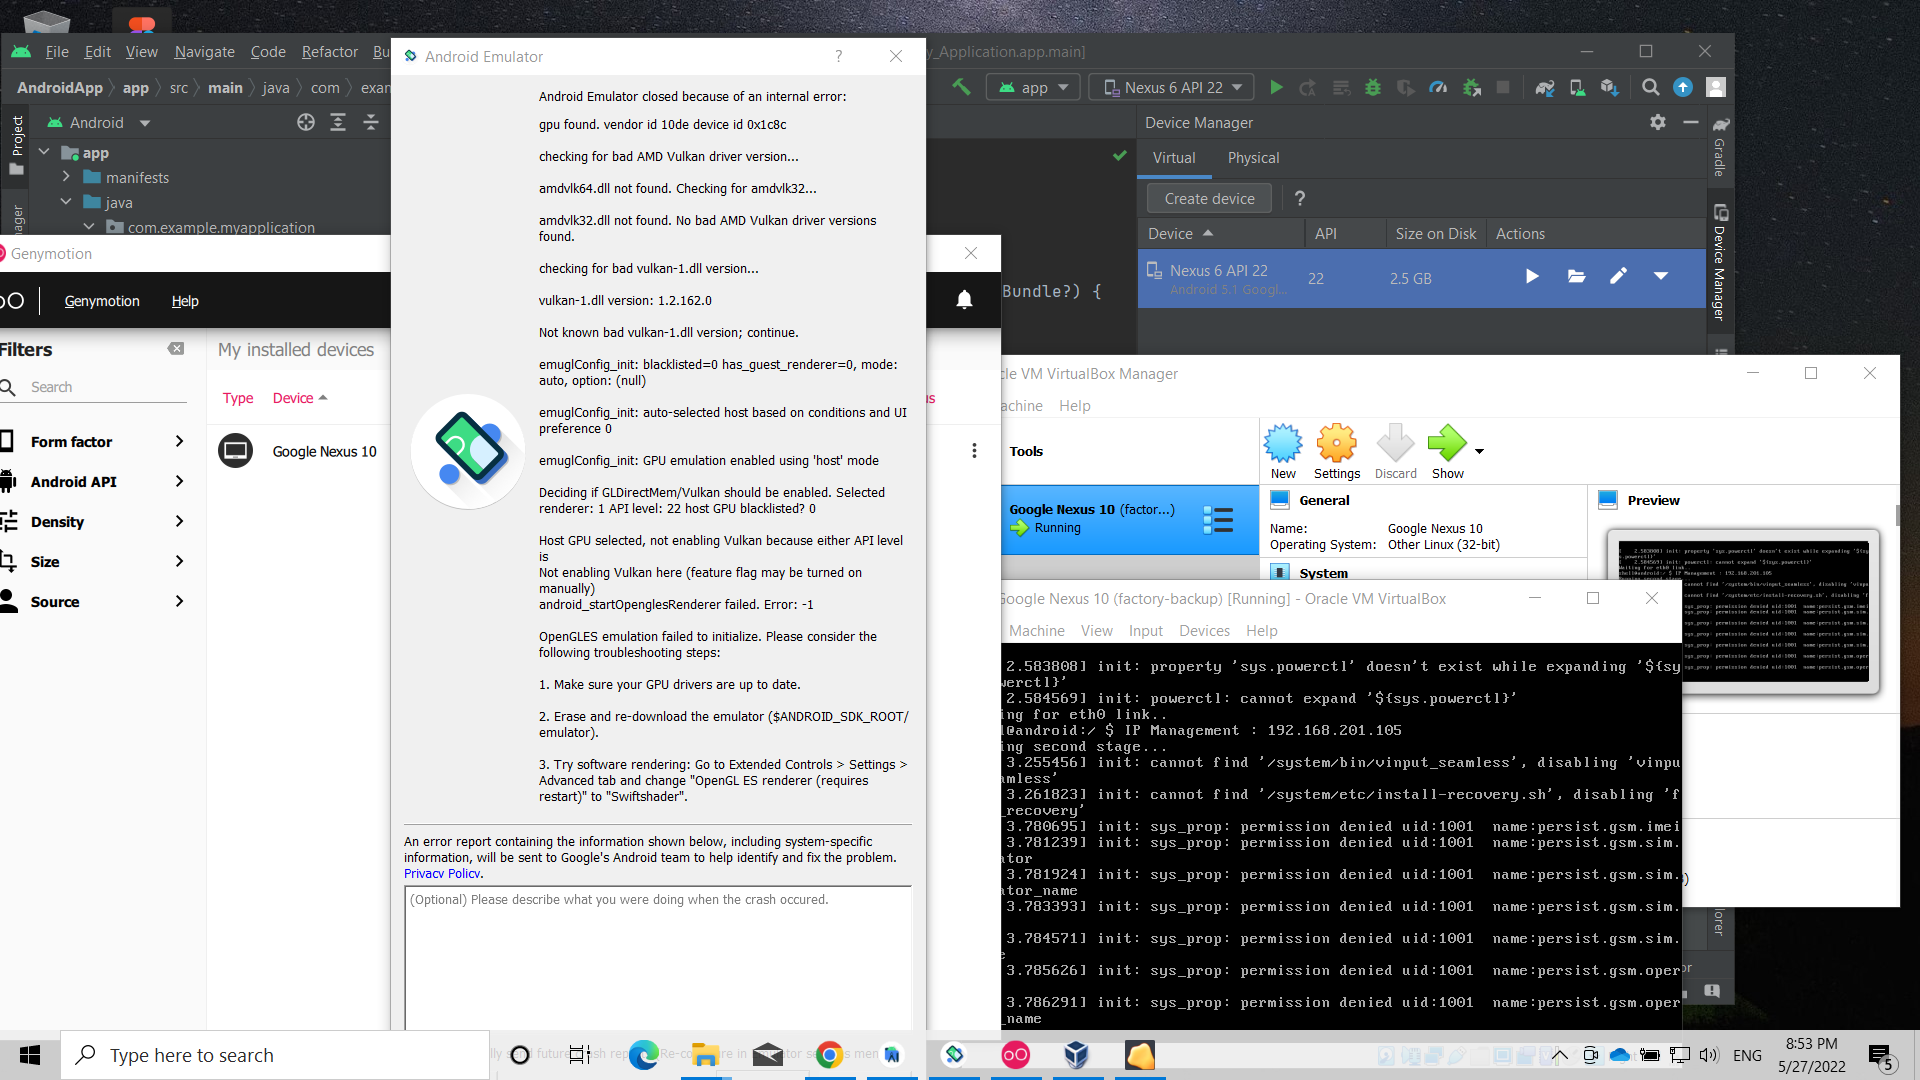 File Edit View Navigate Code Refactor
y_Application.app.main]
AndroidApp app src main java com
app
Nexus 6 API 22
Project
Android
app
manifests
java
com.example.myapplication
Device Manager
Virtual Physical
Create device ?
Device API Size on Disk Actions
Nexus 6 API 22 22 2.5 GB
Android 5.1 Googl...
Gradle
Device Manager
Bundle?) {
Genymotion
Genymotion Help
Filters
Search
Form factor
Android API
Density
Size
Source
My installed devices
Type Device
Google Nexus 10
Android Emulator
Android Emulator closed because of an internal error:
gpu found. vendor id 10de device id 0x1c8c
checking for bad AMD Vulkan driver version...
amdvlk64.dll not found. Checking for amdvlk32...
amdvlk32.dll not found. No bad AMD Vulkan driver versions
found.
checking for bad vulkan-1.dll version...
vulkan-1.dll version: 1.2.162.0
Not known bad vulkan-1.dll version; continue.
emuglConfig_init: blacklisted=0 has_guest_renderer=0, mode:
auto, option: (null)
emuglConfig_init: auto-selected host based on conditions and UI
preference 0
emuglConfig_init: GPU emulation enabled using 'host' mode
Deciding if GLDirectMem/Vulkan should be enabled. Selected
renderer: 1 API level: 22 host GPU blacklisted? 0
Host GPU selected, not enabling Vulkan because either API level
is
Not enabling Vulkan here (feature flag may be turned on
manually)
android_startOpenglesRenderer failed. Error: -1
OpenGLES emulation failed to initialize. Please consider the
following troubleshooting steps:
1. Make sure your GPU drivers are up to date.
2. Erase and re-download the emulator ($ANDROID_SDK_ROOT/
emulator).
3. Try software rendering: Go to Extended Controls > Settings >
Advanced tab and change "OpenGL ES renderer (requires
restart)" to "Swiftshader".
An error report containing the information shown below, including system-specific
information, will be sent to Google's Android team to help identify and fix the problem.
Privacy Policy.
(Optional) Please describe what you were doing when the crash occured.
cle VM VirtualBox Manager
achine Help
Tools
New Settings Discard Show
Google Nexus 10 (factor...)
Running
General
Name: Google Nexus 10
Operating System: Other Linux (32-bit)
System
Preview
Google Nexus 10 (factory-backup) [Running] - Oracle VM VirtualBox
Machine View Input Devices Help
2.583808] init: property 'sys.powerctl' doesn't exist while expanding '${sy
werctl}'
2.584569] init: powerctl: cannot expand '${sys.powerctl}'
ing for eth0 link..
l@android:/ $ IP Management : 192.168.201.105
ing second stage...
3.255456] init: cannot find '/system/bin/vinput_seamless', disabling 'vinpu
amless'
3.261823] init: cannot find '/system/etc/install-recovery.sh', disabling 'f
_recovery'
3.780695] init: sys_prop: permission denied uid:1001 name:persist.gsm.imei
3.781239] init: sys_prop: permission denied uid:1001 name:persist.gsm.sim.
ator
3.781924] init: sys_prop: permission denied uid:1001 name:persist.gsm.sim.
ator_name
3.783393] init: sys_prop: permission denied uid:1001 name:persist.gsm.sim.
3.784571] init: sys_prop: permission denied uid:1001 name:persist.gsm.sim.
e
3.785626] init: sys_prop: permission denied uid:1001 name:persist.gsm.oper
3.786291] init: sys_prop: permission denied uid:1001 name:persist.gsm.oper
_name
Type here to search
ENG
8:53 PM
5/27/2022
5